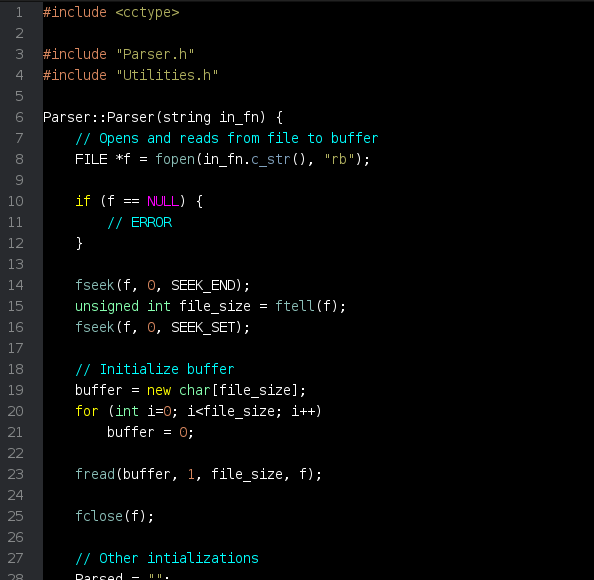 1 #include <cctype>
2
3 #include "Parser.h"
4 #include "Utilities.h"
5
6 Parser::Parser(string in_fn) {
7     // Opens and reads from file to buffer
8     FILE *f = fopen(in_fn.c_str(), "rb");
9
10     if (f == NULL) {
11         // ERROR
12     }
13
14     fseek(f, 0, SEEK_END);
15     unsigned int file_size = ftell(f);
16     fseek(f, 0, SEEK_SET);
17
18     // Initialize buffer
19     buffer = new char[file_size];
20     for (int i=0; i<file_size; i++)
21         buffer = 0;
22
23     fread(buffer, 1, file_size, f);
24
25     fclose(f);
26
27     // Other intializations
28     Parsed = "";